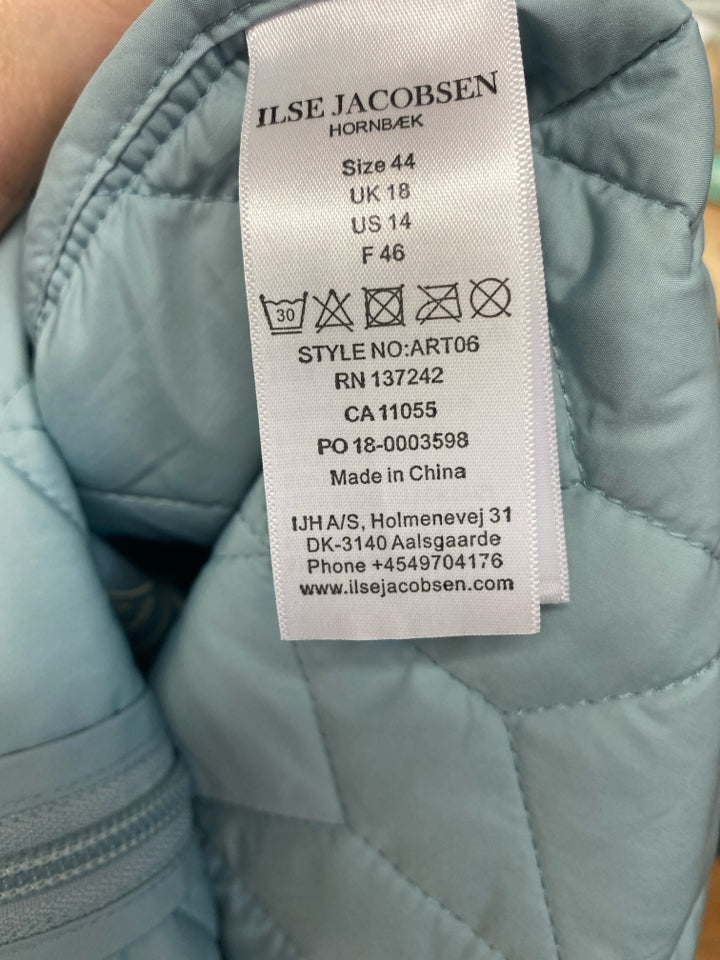 ILSE JACOBSEN
HORNBÆK
Size 44
UK 18
US 14
F 46
30
STYLE NO:ART06
RN 137242
CA 11055
PO 18-0003598
Made in China
IJH A/S, Holmenevej 31
DK-3140 Aalsgaarde
Phone +4549704176
www.ilsejacobsen.com